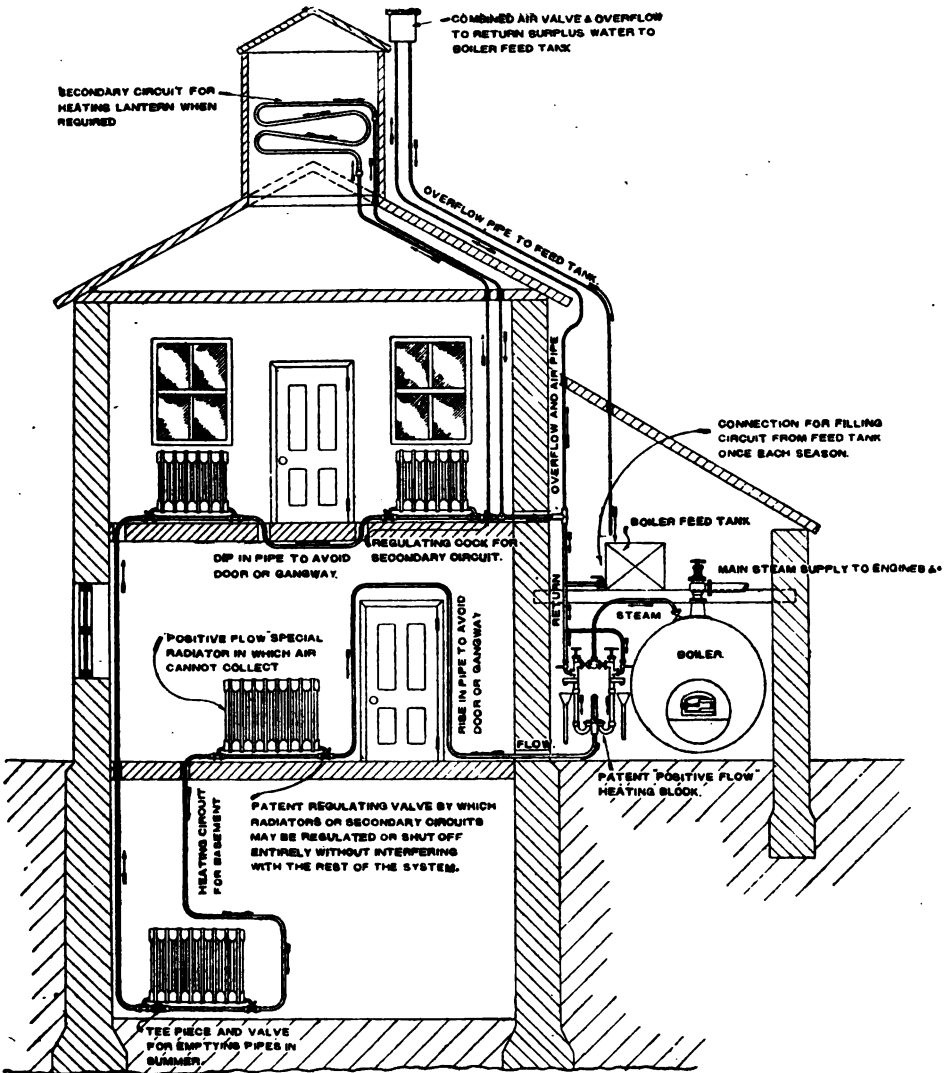 COMBINED AIR VALVE & OVERFLOW
TO RETURN SURPLUS WATER TO
BOILER FEED TANK
SECONDARY CIRCUIT FOR
HEATING LANTERN WHEN
REQUIRED
OVERFLOW PIPE TO FEED TANK.
OVERFLOW AND AIR PIPE
CONNECTION FOR FILLING
CIRCUIT FROM FEED TANK
ONCE EACH SEASON.
BOILER FEED TANK
REGULATING COCK FOR
SECONDARY CIRCUIT.
DIP IN PIPE TO AVOID
DOOR OR GANGWAY.
MAIN STEAM SUPPLY TO ENGINES &c
RETURN
STEAM
"POSITIVE FLOW" SPECIAL
RADIATOR IN WHICH AIR
CANNOT COLLECT
RISE IN PIPE TO AVOID
DOOR OR GANGWAY
BOILER.
FLOW
PATENT "POSITIVE FLOW"
HEATING BLOCK.
HEATING CIRCUIT
FOR BASEMENT
PATENT REGULATING VALVE BY WHICH
RADIATORS OR SECONDARY CIRCUITS
MAY BE REGULATED OR SHUT OFF
ENTIRELY WITHOUT INTERFERING
WITH THE REST OF THE SYSTEM.
TEE PIECE AND VALVE
FOR EMPTYING PIPES IN
SUMMER.